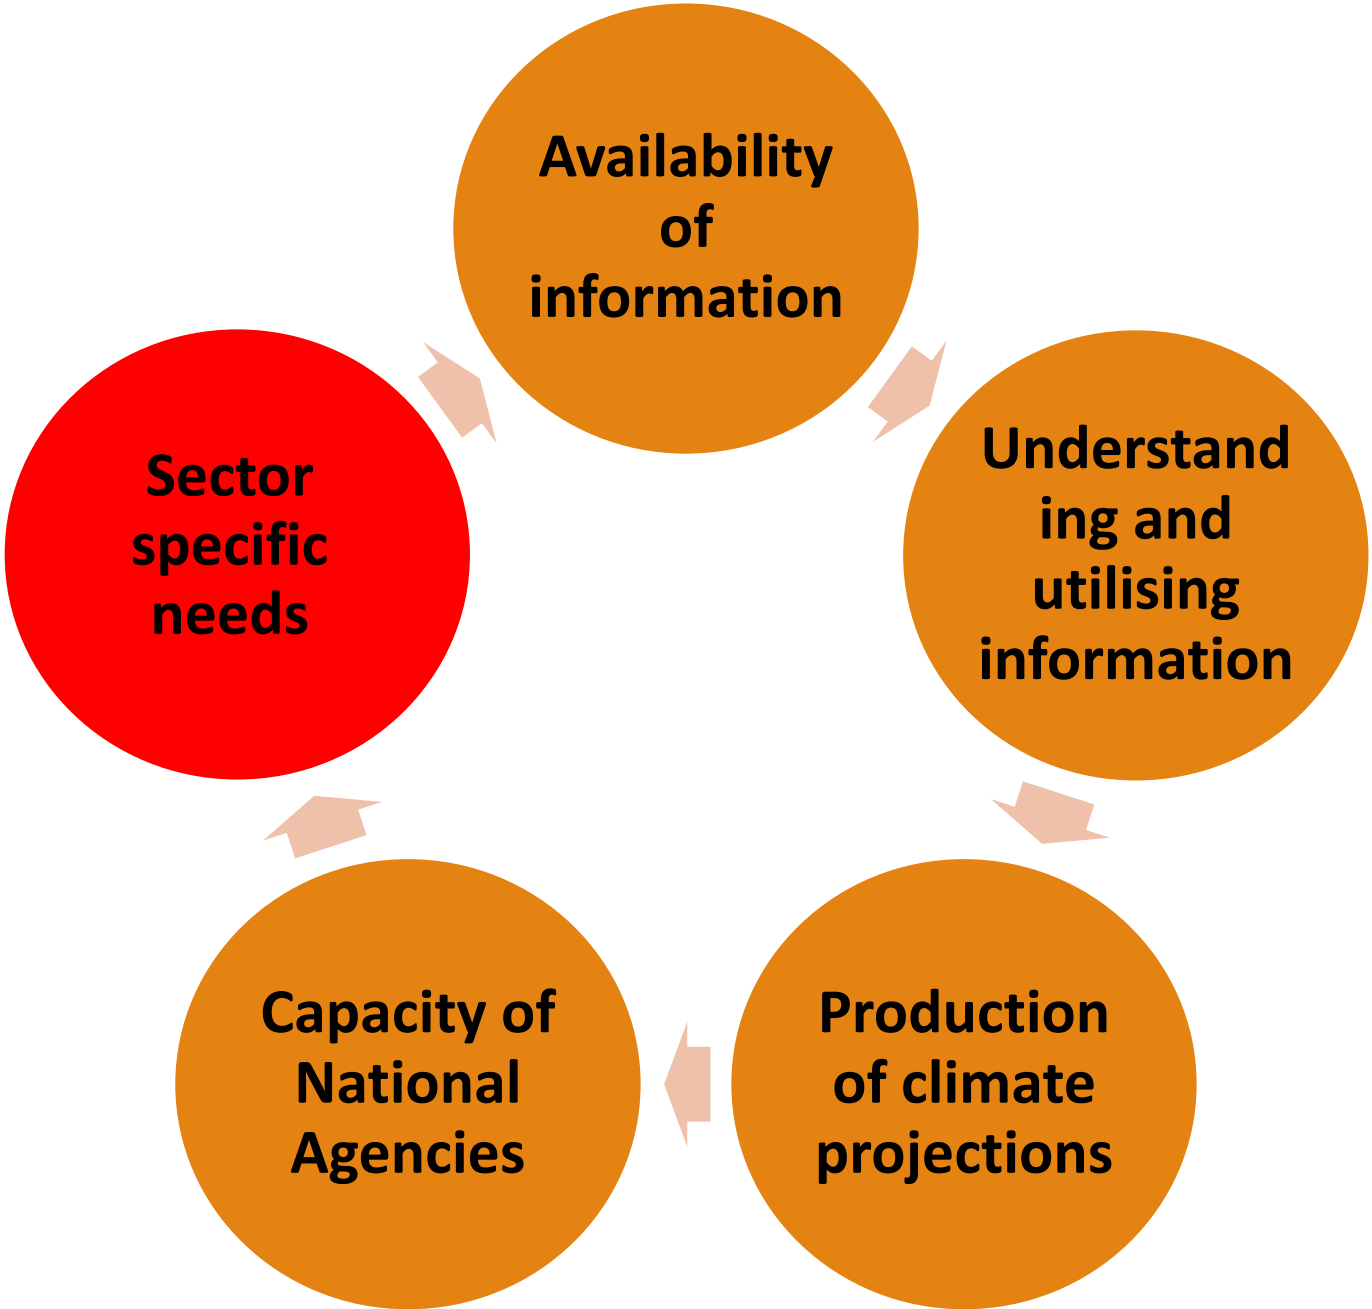 Availability
of
information
Understand
ing and
utilising
information
Production
of climate
projections
Capacity of
National
Agencies
Sector
specific
needs